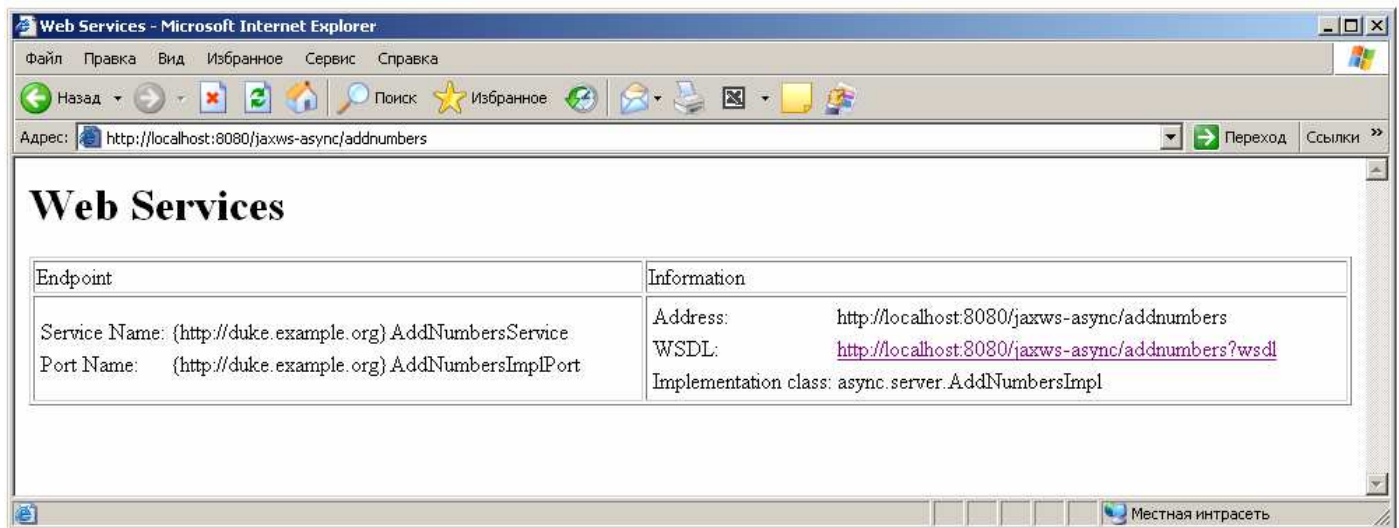 Web Services - Microsoft Internet Explorer
Файл Правка Вид Избранное Сервис Справка
Назад Поиск Избранное
Адрес: http://localhost:8080/jaxws-async/addnumbers Переход Ссылки »
Web Services
Endpoint Information
Service Name: {http://duke.example.org}AddNumbersService
Port Name: {http://duke.example.org}AddNumbersImplPort
Address: http://localhost:8080/jaxws-async/addnumbers
WSDL: http://localhost:8080/jaxws-async/addnumbers?wsdl
Implementation class: async.server.AddNumbersImpl
Местная интрасеть